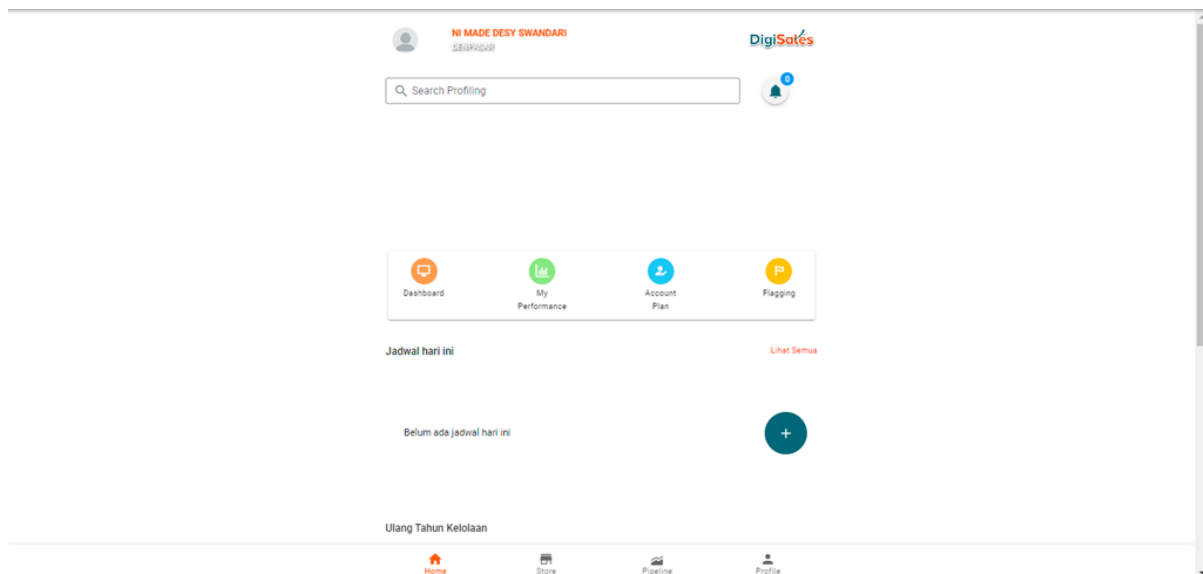 NI MADE DESY SWANDARI
DENPASAR
DigiSales
Search Profiling
0
Dashboard
My
Performance
Account
Plan
Flagging
Jadwal hari ini
Lihat Semua
Belum ada jadwal hari ini
Ulang Tahun Kelolaan
Home
Store
Pipeline
Profile